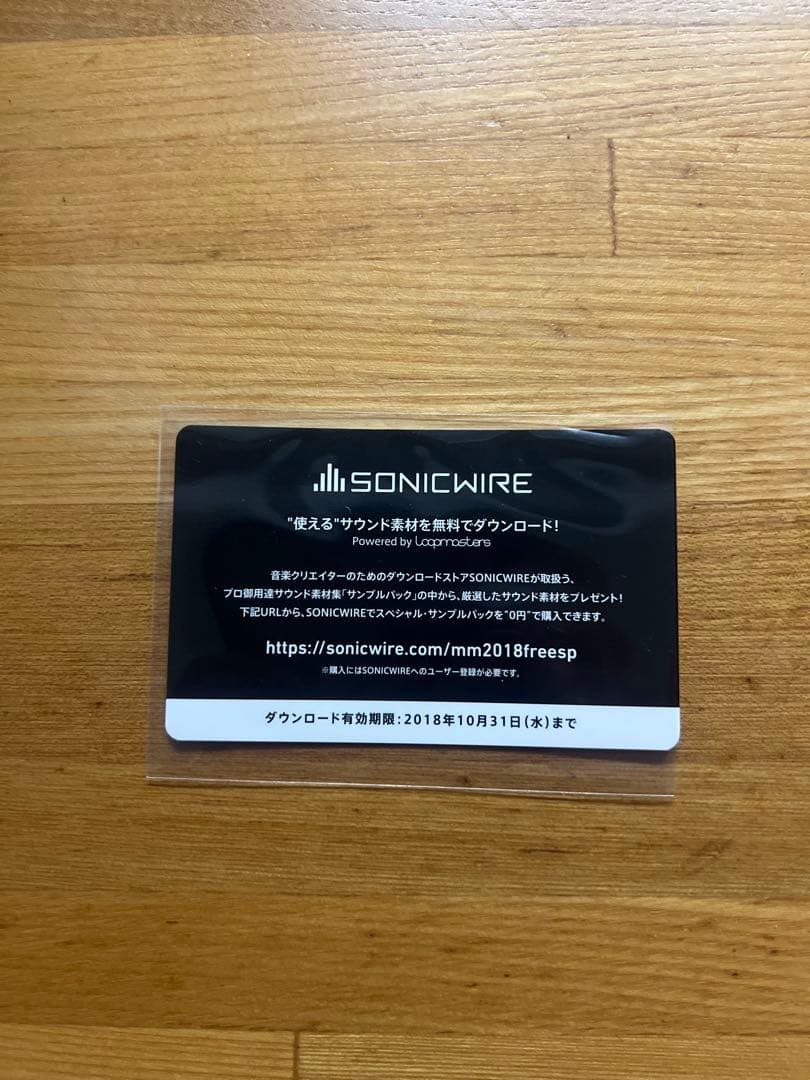 SONICWIRE
"使える"サウンド素材を無料でダウンロード!
Powered by Loopmasters
音楽クリエイターのためのダウンロードストアSONICWIREが取扱う、
プロ御用達サウンド素材集「サンプルパック」の中から、厳選したサウンド素材をプレゼント!
下記URLから、SONICWIREでスペシャル・サンプルパックを"0円"で購入できます。
https://sonicwire.com/mm2018freesp
※購入にはSONICWIREへのユーザー登録が必要です。
ダウンロード有効期限:2018年10月31日(水)まで